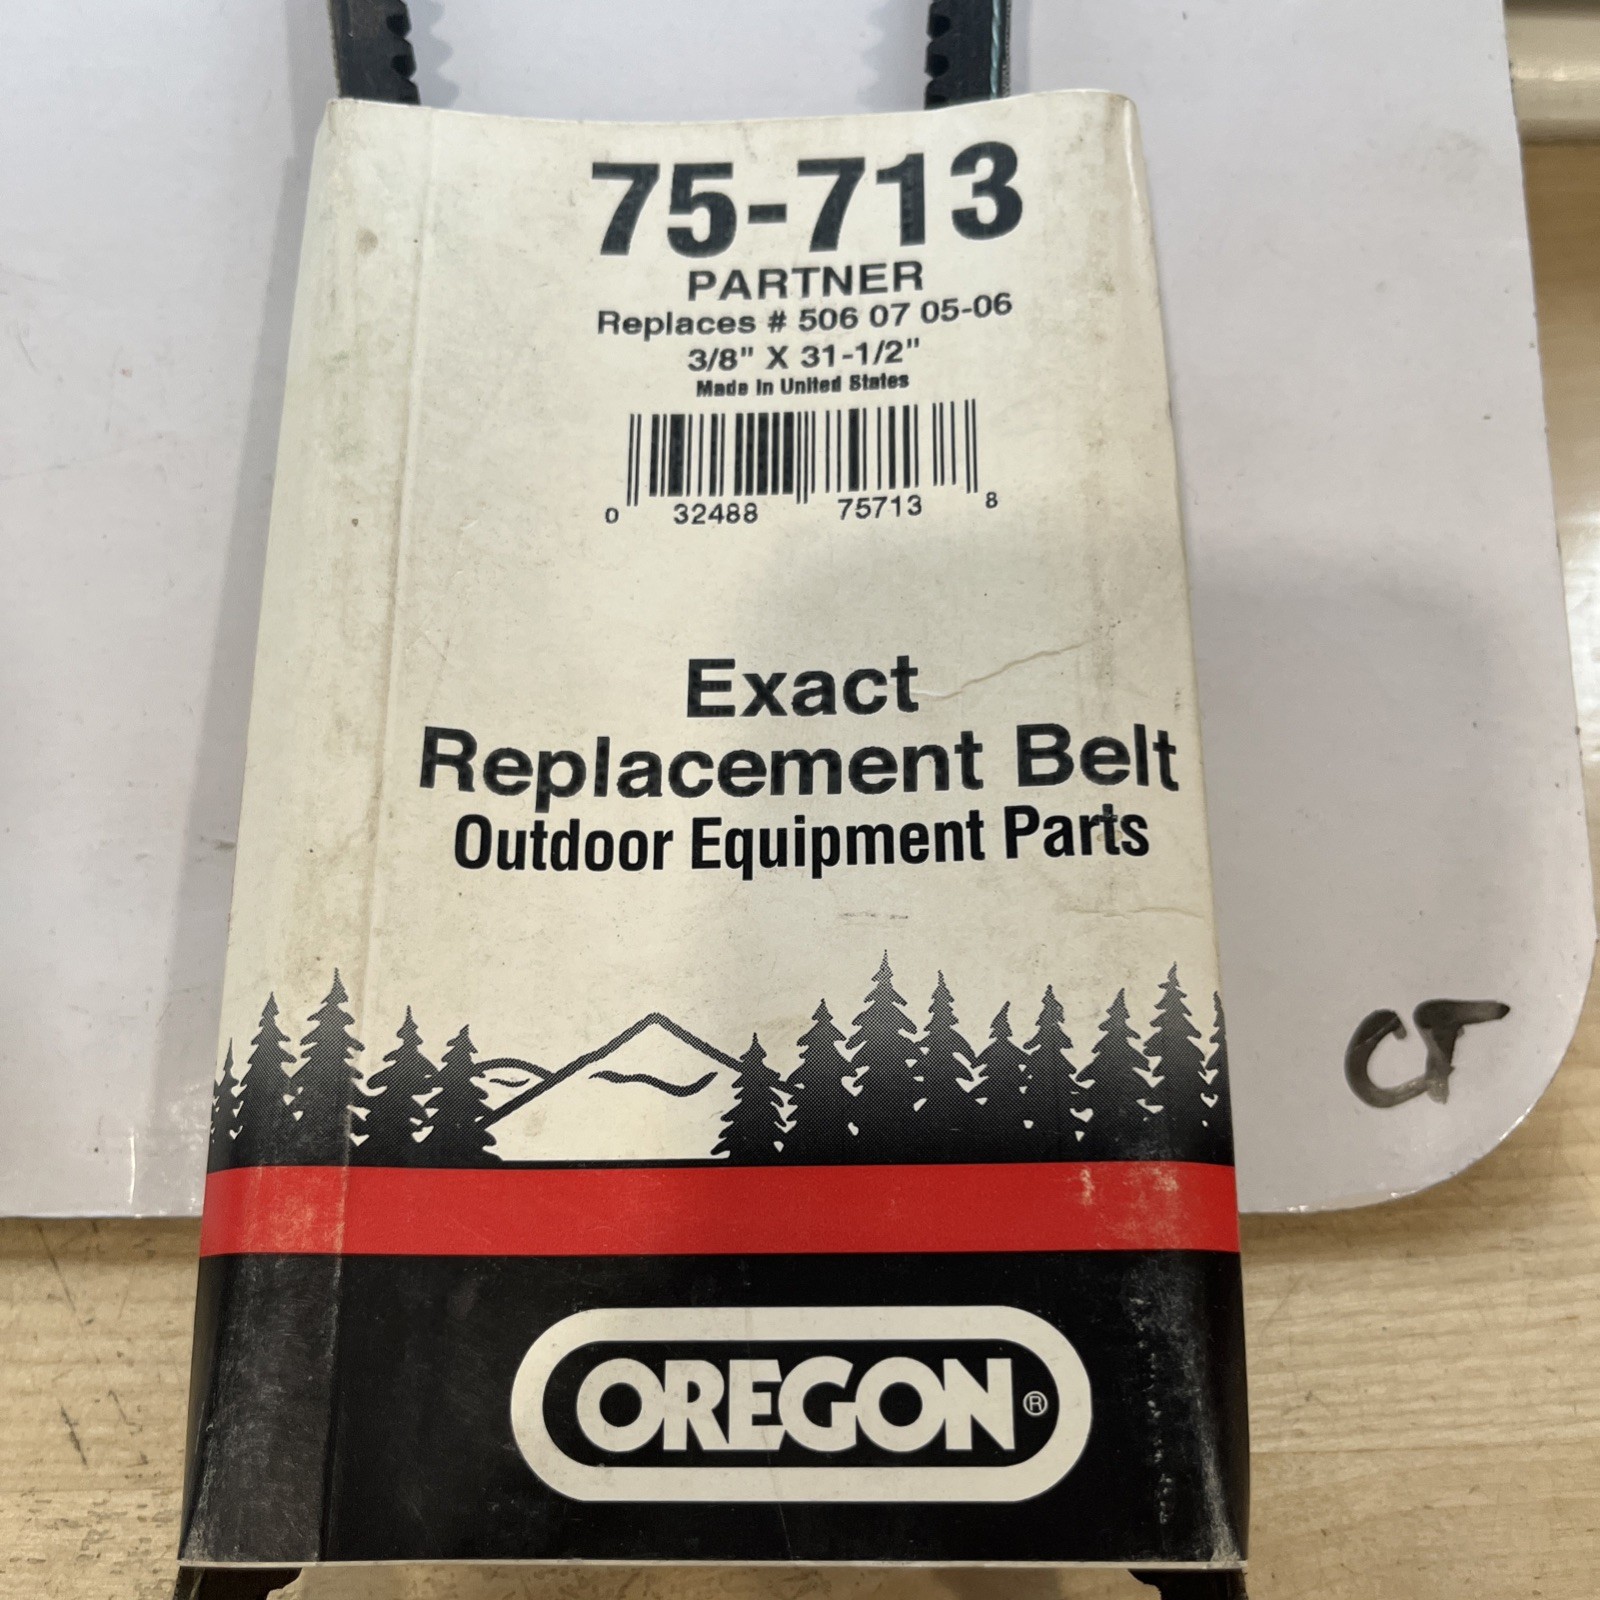 75-713
PARTNER
Replaces # 506 07 05-06
3/8" X 31-1/2"
Made In United States
0 32488 75713 8
Exact
Replacement Belt
Outdoor Equipment Parts
CT
OREGON®